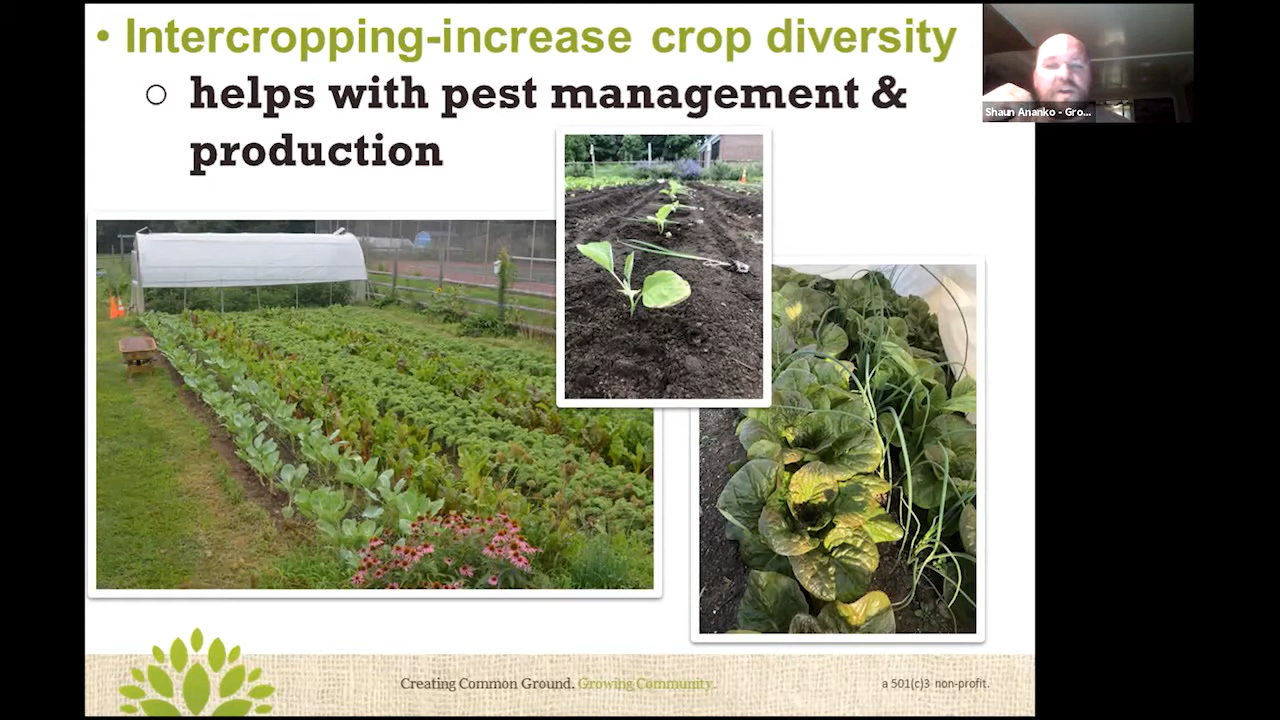 • Intercropping-increase crop diversity
○ helps with pest management &
production
Shaun Ananko - Gro...
Creating Common Ground. Growing Community.
a 501(c)3 non-profit.